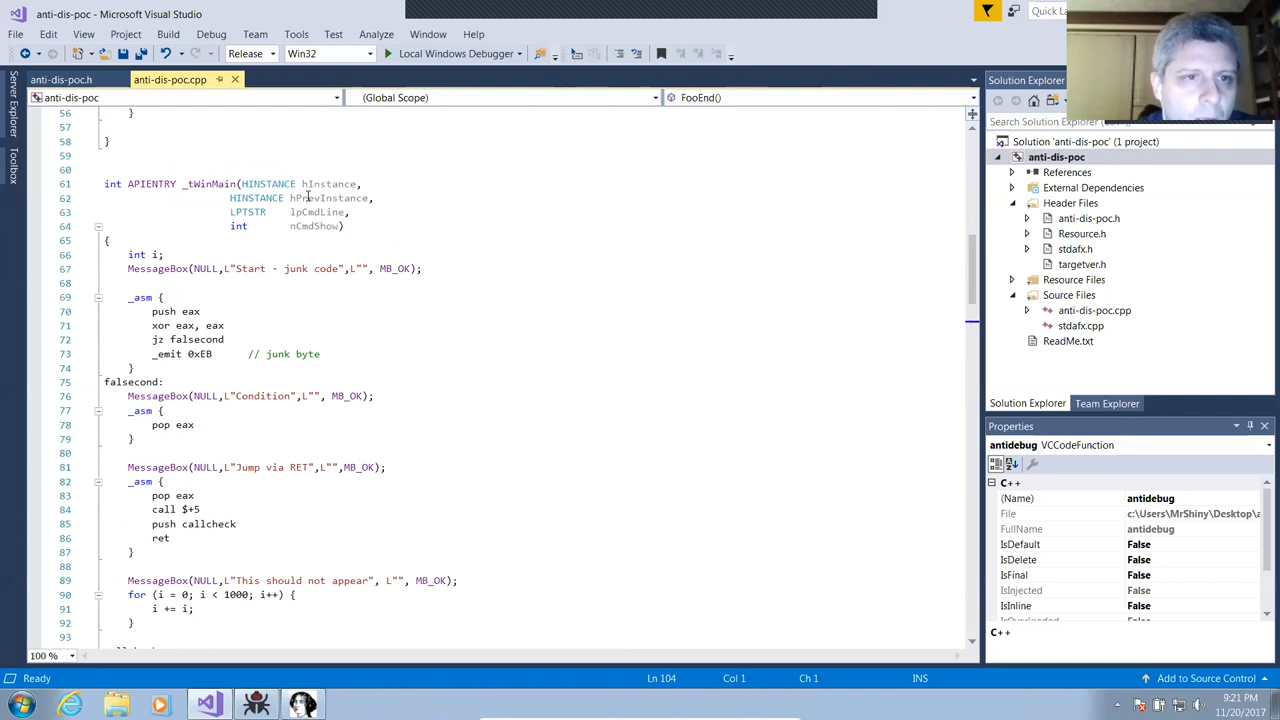 anti-dis-poc - Microsoft Visual Studio
Quick La
File Edit View Project Build Debug Team Tools Test Analyze Window Help
Release Win32 Local Windows Debugger
Server Explorer
Toolbox
anti-dis-poc.h anti-dis-poc.cpp
anti-dis-poc (Global Scope) FooEnd()
56 }
57
58 }
59
60
61 int APIENTRY _tWinMain(HINSTANCE hInstance,
62 HINSTANCE hPrevInstance,
63 LPTSTR lpCmdLine,
64 int nCmdShow)
65 {
66 int i;
67 MessageBox(NULL,L"Start - junk code",L"", MB_OK);
68
69 _asm {
70 push eax
71 xor eax, eax
72 jz falsecond
73 _emit 0xEB // junk byte
74 }
75 falsecond:
76 MessageBox(NULL,L"Condition",L"", MB_OK);
77 _asm {
78 pop eax
79 }
80
81 MessageBox(NULL,L"Jump via RET",L"",MB_OK);
82 _asm {
83 pop eax
84 call $+5
85 push callcheck
86 ret
87 }
88
89 MessageBox(NULL,L"This should not appear", L"", MB_OK);
90 for (i = 0; i < 1000; i++) {
91 i += i;
92 }
93
100 %
Solution Explorer
Search Solution Explorer
Solution 'anti-dis-poc' (1 project)
anti-dis-poc
References
External Dependencies
Header Files
anti-dis-poc.h
Resource.h
stdafx.h
targetver.h
Resource Files
Source Files
anti-dis-poc.cpp
stdafx.cpp
ReadMe.txt
Solution Explorer Team Explorer
Properties
antidebug VCCodeFunction
C++
(Name) antidebug
File c:\Users\MrShiny\Desktop\a
FullName antidebug
IsDefault False
IsDelete False
IsFinal False
IsInjected False
IsInline False
IsOverloaded False
C++
Ready Ln 104 Col 1 Ch 1 INS Add to Source Control
9:21 PM
11/20/2017